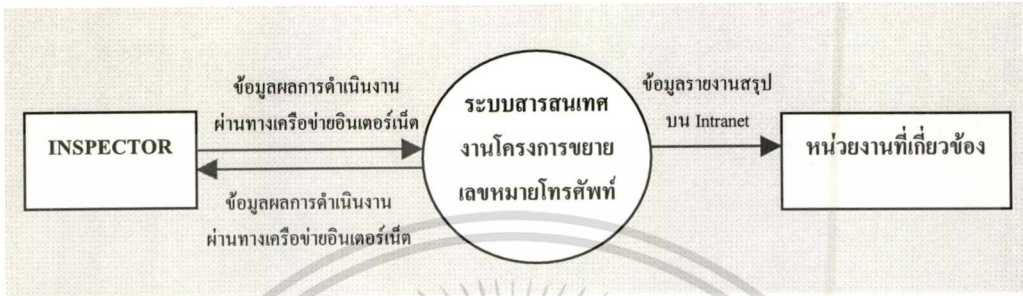 INSPECTOR
ข้อมูลผลการดำเนินงาน
ผ่านทางเครือข่ายอินเตอร์เน็ต
ข้อมูลผลการดำเนินงาน
ผ่านทางเครือข่ายอินเตอร์เน็ต
ระบบสารสนเทศ
งานโครงการขยาย
เลขหมายโทรศัพท์
ข้อมูลรายงานสรุป
บน Intranet
หน่วยงานที่เกี่ยวข้อง